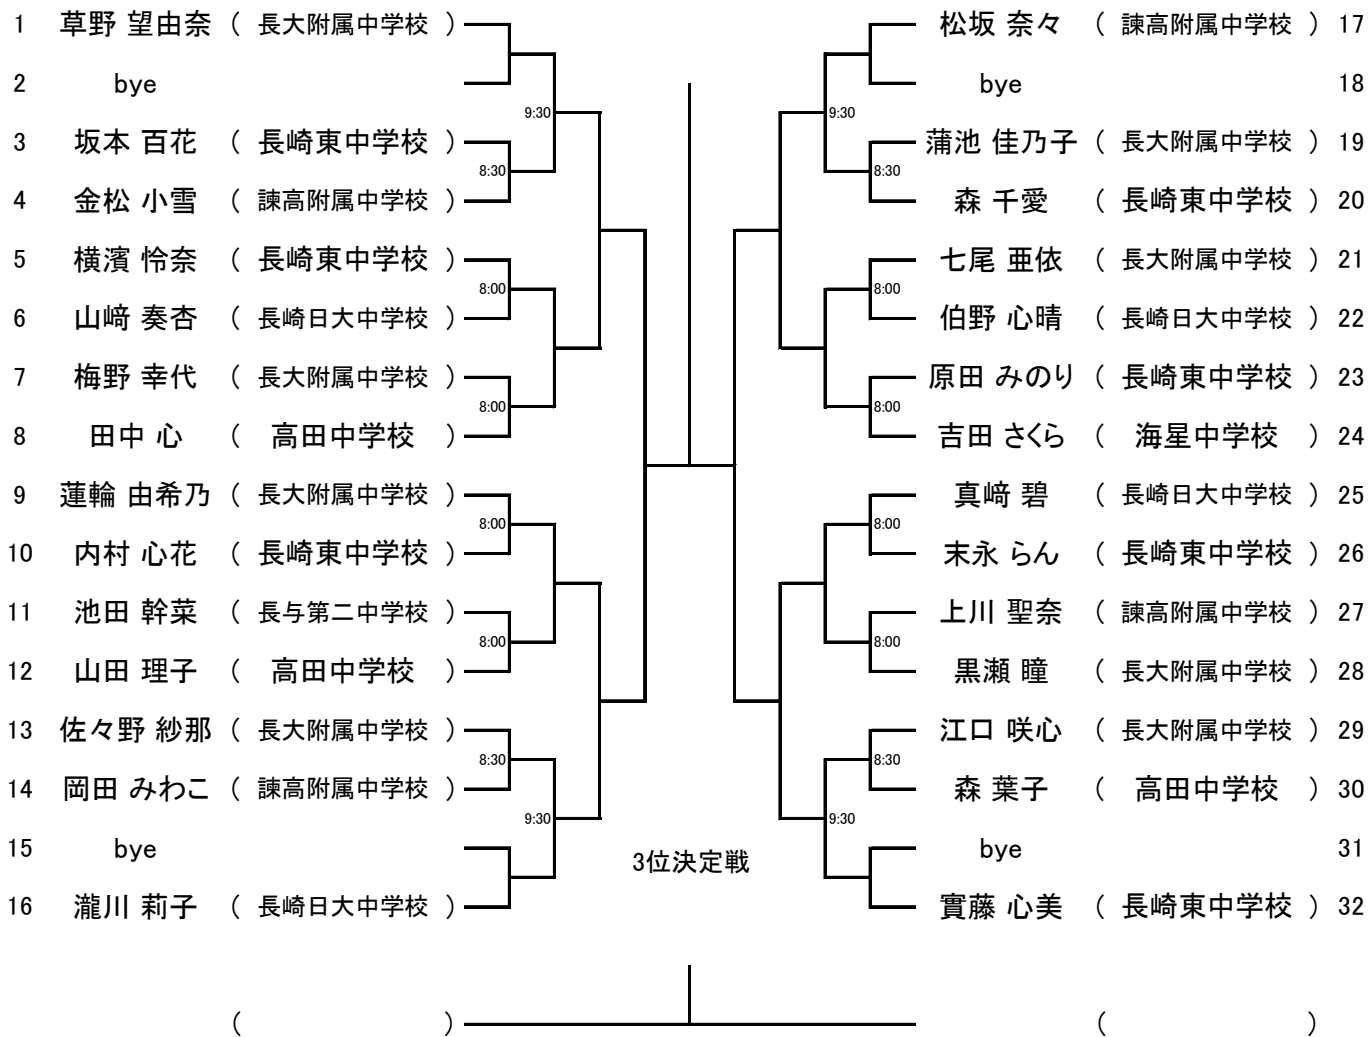 1 草野 望由奈 ( 長大附属中学校 )
2 bye
9:30
3 坂本 百花 ( 長崎東中学校 )
8:30
4 金松 小雪 ( 諫高附属中学校 )
5 横濱 怜奈 ( 長崎東中学校 )
8:00
6 山﨑 奏杏 ( 長崎日大中学校 )
7 梅野 幸代 ( 長大附属中学校 )
8:00
8 田中 心 ( 高田中学校 )
9 蓮輪 由希乃 ( 長大附属中学校 )
8:00
10 内村 心花 ( 長崎東中学校 )
11 池田 幹菜 ( 長与第二中学校 )
8:00
12 山田 理子 ( 高田中学校 )
13 佐々野 紗那 ( 長大附属中学校 )
8:30
14 岡田 みわこ ( 諫高附属中学校 )
9:30
15 bye
16 瀧川 莉子 ( 長崎日大中学校 )
松坂 奈々 ( 諫高附属中学校 ) 17
bye 18
9:30
蒲池 佳乃子 ( 長大附属中学校 ) 19
8:30
森 千愛 ( 長崎東中学校 ) 20
七尾 亜依 ( 長大附属中学校 ) 21
8:00
伯野 心晴 ( 長崎日大中学校 ) 22
原田 みのり ( 長崎東中学校 ) 23
8:00
吉田 さくら ( 海星中学校 ) 24
真﨑 碧 ( 長崎日大中学校 ) 25
8:00
末永 らん ( 長崎東中学校 ) 26
上川 聖奈 ( 諫高附属中学校 ) 27
8:00
黒瀬 瞳 ( 長大附属中学校 ) 28
江口 咲心 ( 長大附属中学校 ) 29
8:30
森 葉子 ( 高田中学校 ) 30
9:30
bye 31
實藤 心美 ( 長崎東中学校 ) 32
3位決定戦
( )
( )